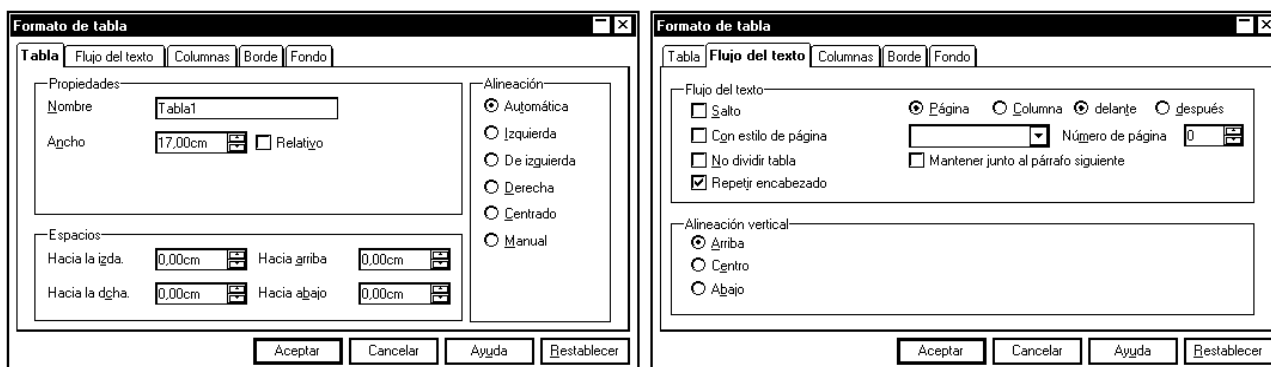 Formato de tabla
Tabla Flujo del texto Columnas Borde Fondo
Propiedades
Nombre Tabla1
Ancho 17,00cm Relativo
Espacios
Hacia la izda. 0,00cm Hacia arriba 0,00cm
Hacia la dcha. 0,00cm Hacia abajo 0,00cm
Alineación
Automática
Izquierda
De izguierda
Derecha
Centrado
Manual
Aceptar Cancelar Ayuda Restablecer
Formato de tabla
Tabla Flujo del texto Columnas Borde Fondo
Flujo del texto
Salto Página Columna delante después
Con estilo de página Número de página 0
No dividir tabla Mantener junto al párrafo siguiente
Repetir encabezado
Alineación vertical
Arriba
Centro
Abajo
Aceptar Cancelar Ayuda Restablecer